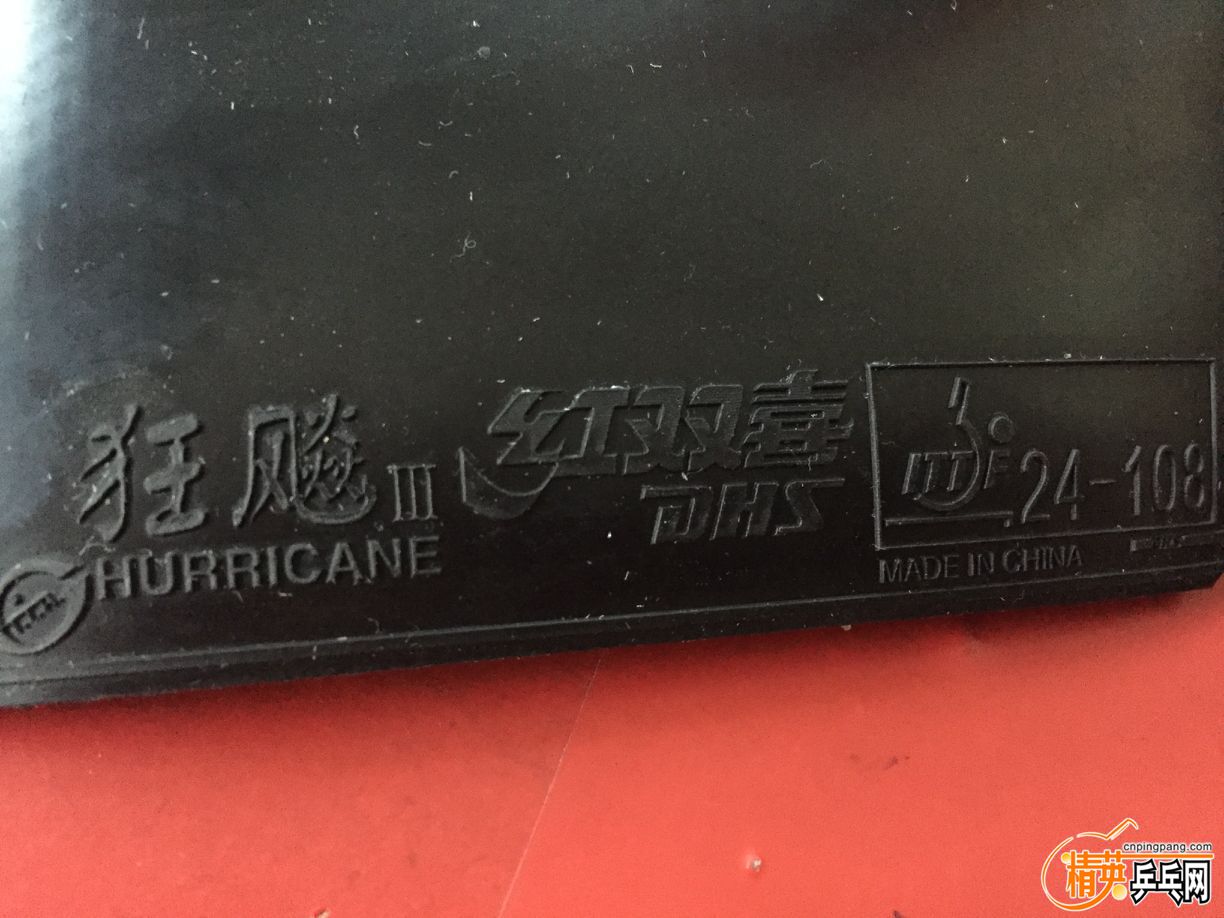 狂飚III
HURRICANE
红双喜
DHS
ITTF 24-108
MADE IN CHINA
cnpingpang.com
精英乒乓网